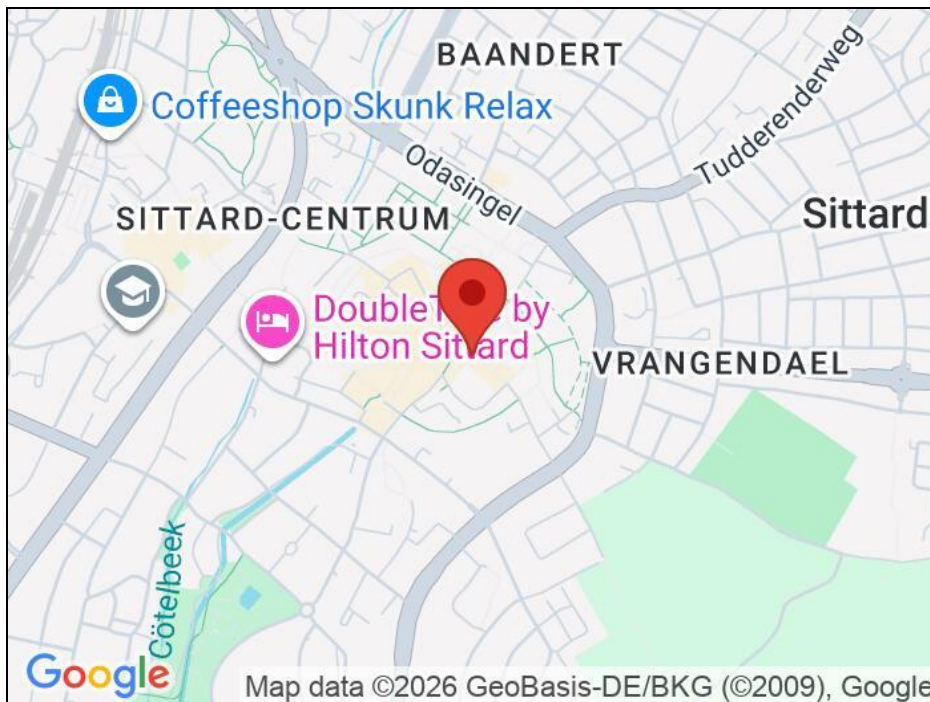 BAANDERT
Coffeeshop Skunk Relax
Tudderenderweg
Odasingel
SITTARD-CENTRUM
Sittard
DoubleT e by
Hilton Sittard
VRANGENDAEL
Cötelbeek
Google
Map data ©2026 GeoBasis-DE/BKG (©2009), Google